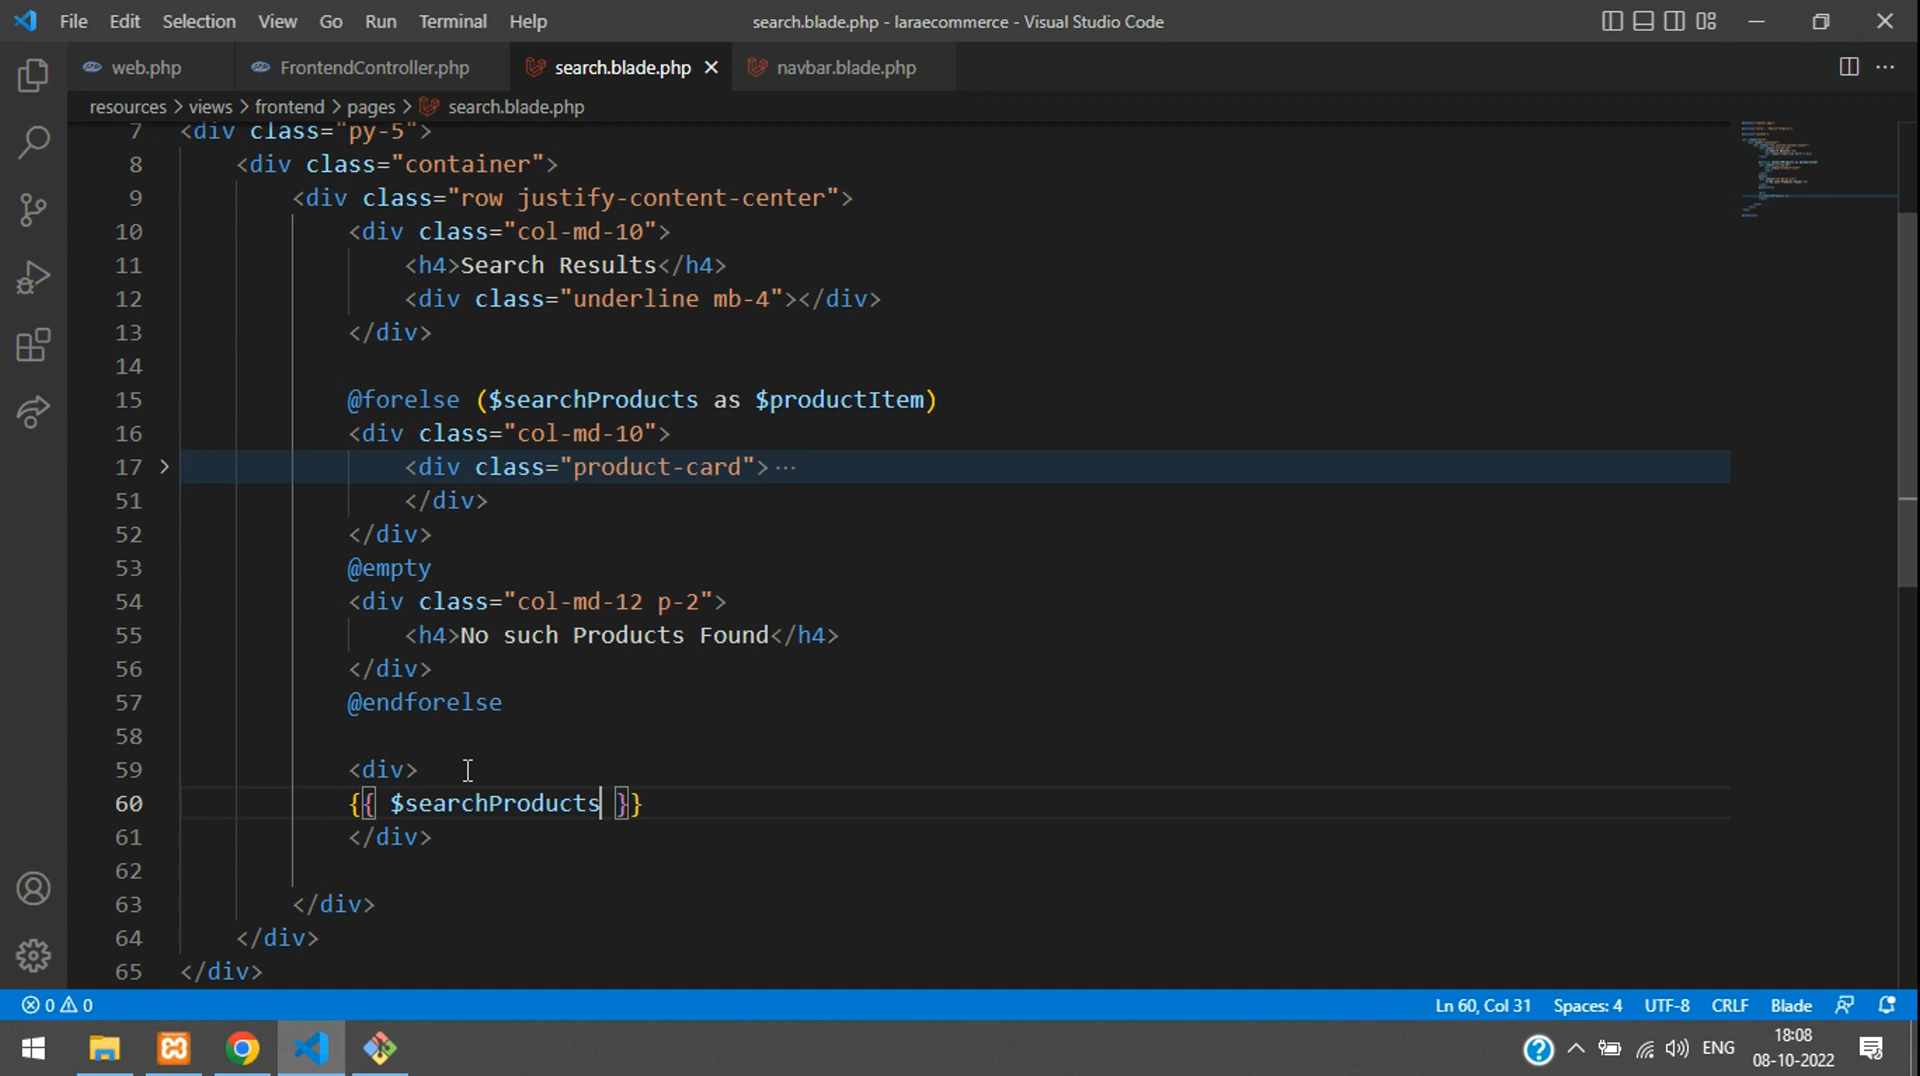 File Edit Selection View Go Run Terminal Help search.blade.php - laraecommerce - Visual Studio Code
web.php FrontendController.php search.blade.php navbar.blade.php
resources > views > frontend > pages > search.blade.php
7 <div class="py-5">
8 <div class="container">
9 <div class="row justify-content-center">
10 <div class="col-md-10">
11 <h4>Search Results</h4>
12 <div class="underline mb-4"></div>
13 </div>
14
15 @forelse ($searchProducts as $productItem)
16 <div class="col-md-10">
17 <div class="product-card"> ...
51 </div>
52 </div>
53 @empty
54 <div class="col-md-12 p-2">
55 <h4>No such Products Found</h4>
56 </div>
57 @endforelse
58
59 <div>
60 {{ $searchProducts }}
61 </div>
62
63 </div>
64 </div>
65 </div>
0 0 Ln 60, Col 31 Spaces: 4 UTF-8 CRLF Blade
ENG 18:08
08-10-2022